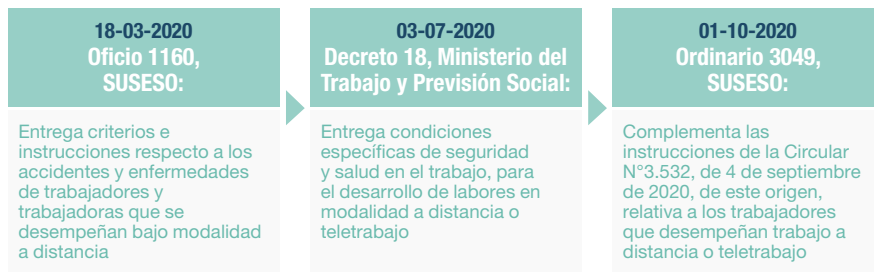 18-03-2020
Oficio 1160,
SUSESO:
Entrega criterios e
instrucciones respecto a los
accidentes y enfermedades
de trabajadores y
trabajadoras que se
desempeñan bajo modalidad
a distancia
03-07-2020
Decreto 18, Ministerio del
Trabajo y Previsión Social:
Entrega condiciones
específicas de seguridad
y salud en el trabajo, para
el desarrollo de labores en
modalidad a distancia o
teletrabajo
01-10-2020
Ordinario 3049,
SUSESO:
Complementa las
instrucciones de la Circular
N°3.532, de 4 de septiembre
de 2020, de este origen,
relativa a los trabajadores
que desempeñan trabajo a
distancia o teletrabajo